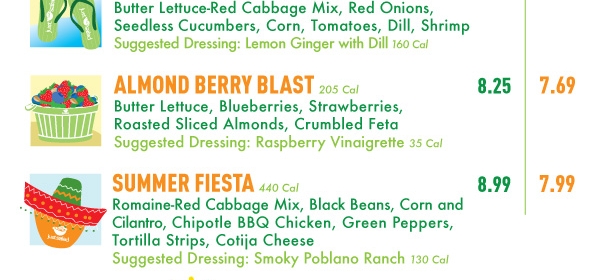 Butter Lettuce-Red Cabbage Mix, Red Onions,
Seedless Cucumbers, Corn, Tomatoes, Dill, Shrimp
Suggested Dressing: Lemon Ginger with Dill 160 Cal
ALMOND BERRY BLAST 205 Cal 8.25 7.69
Butter Lettuce, Blueberries, Strawberries,
Roasted Sliced Almonds, Crumbled Feta
Suggested Dressing: Raspberry Vinaigrette 35 Cal
SUMMER FIESTA 440 Cal 8.99 7.99
Romaine-Red Cabbage Mix, Black Beans, Corn and
Cilantro, Chipotle BBQ Chicken, Green Peppers,
Tortilla Strips, Cotija Cheese
Suggested Dressing: Smoky Poblano Ranch 130 Cal